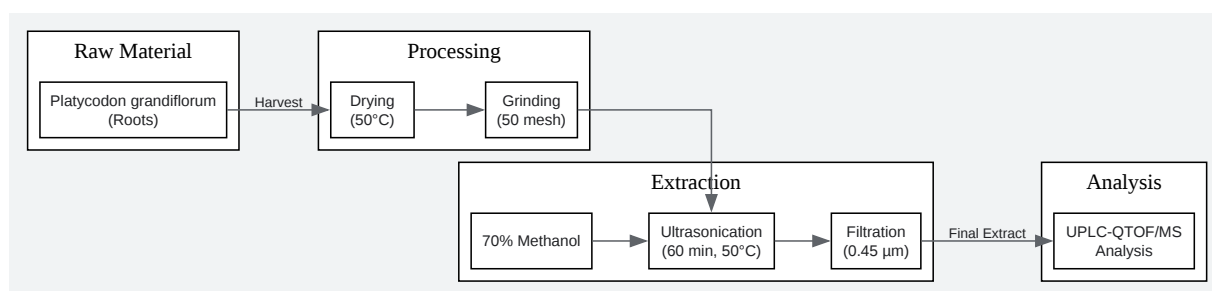 Raw Material
Platycodon grandiflorum
(Roots)
Harvest
Processing
Drying
(50°C)
Grinding
(50 mesh)
Extraction
70% Methanol
Ultrasonication
(60 min, 50°C)
Filtration
(0.45 µm)
Final Extract
Analysis
UPLC-QTOF/MS
Analysis